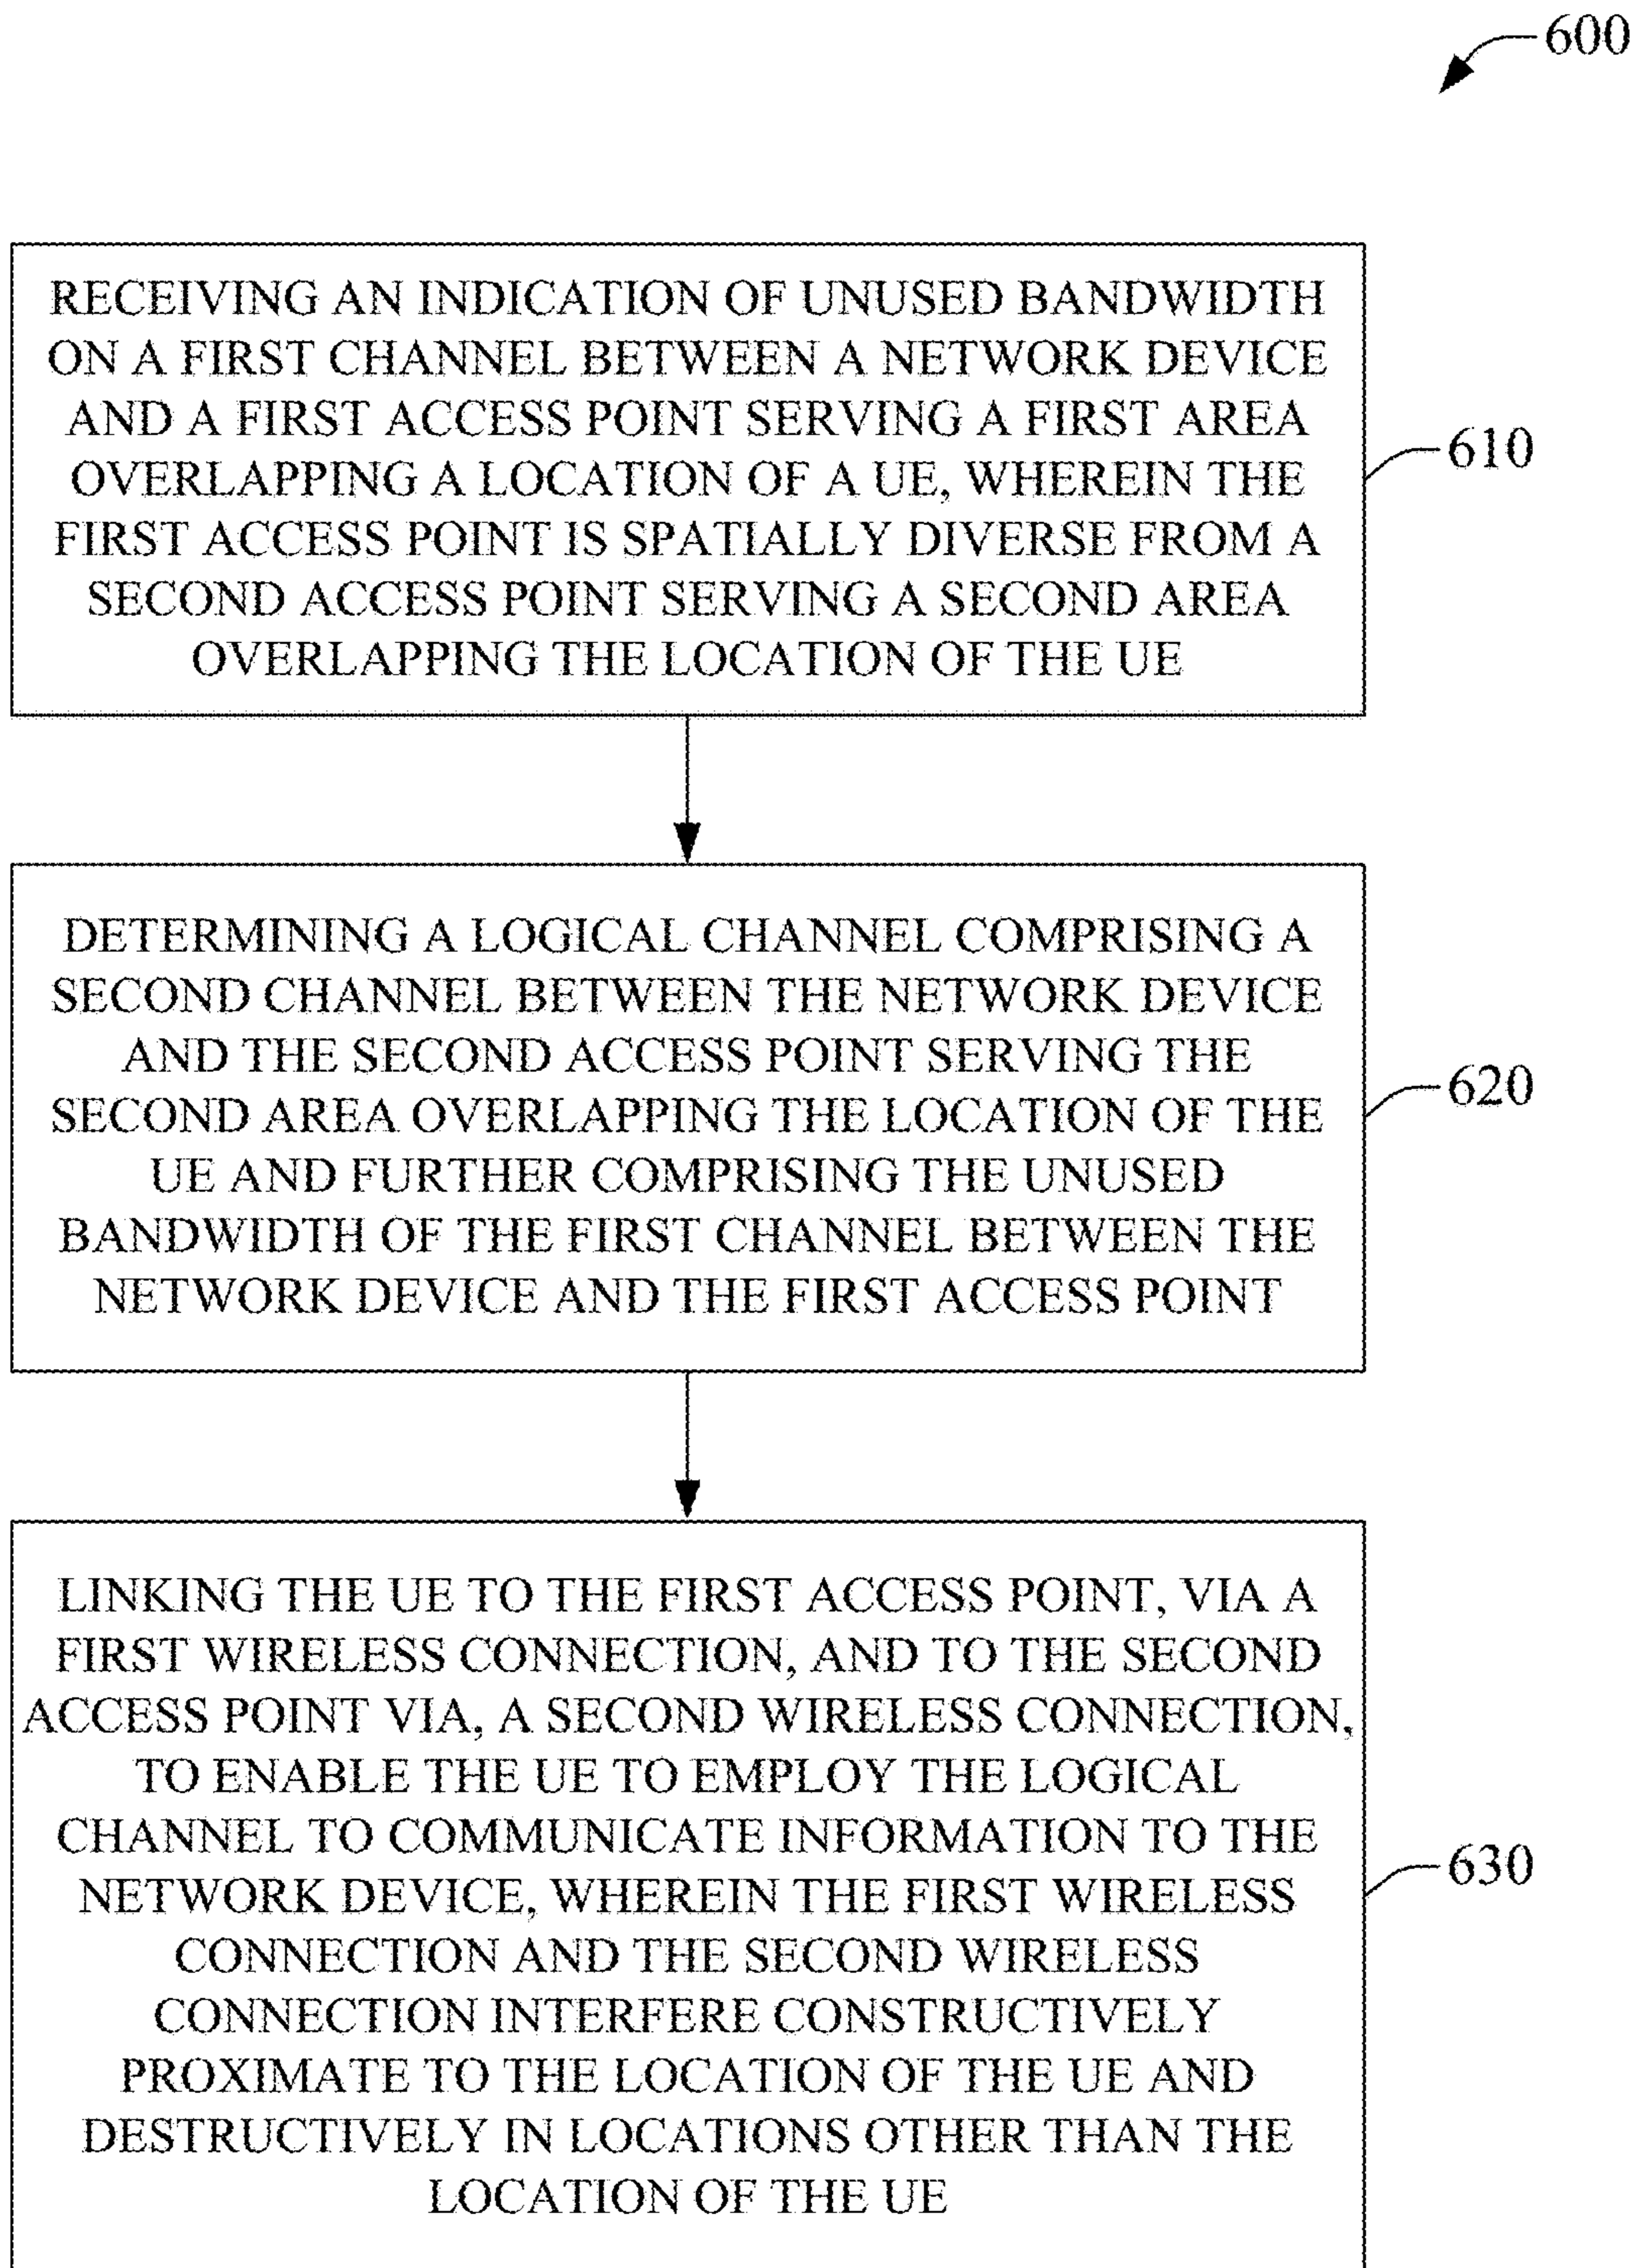 600
RECEIVING AN INDICATION OF UNUSED BANDWIDTH
ON A FIRST CHANNEL BETWEEN A NETWORK DEVICE
AND A FIRST ACCESS POINT SERVING A FIRST AREA
OVERLAPPING A LOCATION OF A UE, WHEREIN THE
FIRST ACCESS POINT IS SPATIALLY DIVERSE FROM A
SECOND ACCESS POINT SERVING A SECOND AREA
OVERLAPPING THE LOCATION OF THE UE
610
DETERMINING A LOGICAL CHANNEL COMPRISING A
SECOND CHANNEL BETWEEN THE NETWORK DEVICE
AND THE SECOND ACCESS POINT SERVING THE
SECOND AREA OVERLAPPING THE LOCATION OF THE
UE AND FURTHER COMPRISING THE UNUSED
BANDWIDTH OF THE FIRST CHANNEL BETWEEN THE
NETWORK DEVICE AND THE FIRST ACCESS POINT
620
LINKING THE UE TO THE FIRST ACCESS POINT, VIA A
FIRST WIRELESS CONNECTION, AND TO THE SECOND
ACCESS POINT VIA, A SECOND WIRELESS CONNECTION,
TO ENABLE THE UE TO EMPLOY THE LOGICAL
CHANNEL TO COMMUNICATE INFORMATION TO THE
NETWORK DEVICE, WHEREIN THE FIRST WIRELESS
CONNECTION AND THE SECOND WIRELESS
CONNECTION INTERFERE CONSTRUCTIVELY
PROXIMATE TO THE LOCATION OF THE UE AND
DESTRUCTIVELY IN LOCATIONS OTHER THAN THE
LOCATION OF THE UE
630